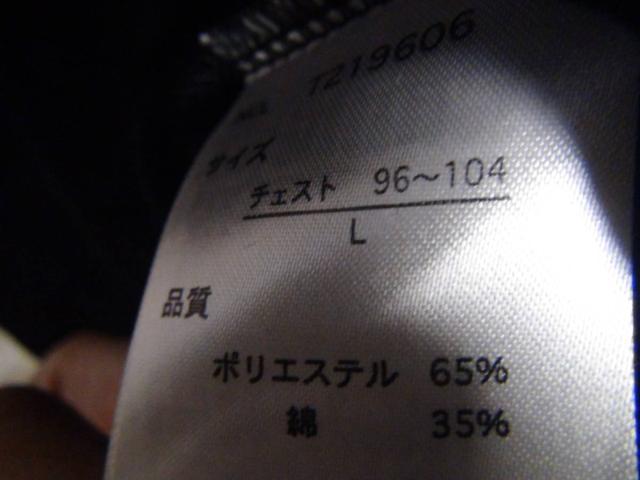 No. T219606
サイズ
チェスト 96～104
L
品質
ポリエステル 65%
綿 35%